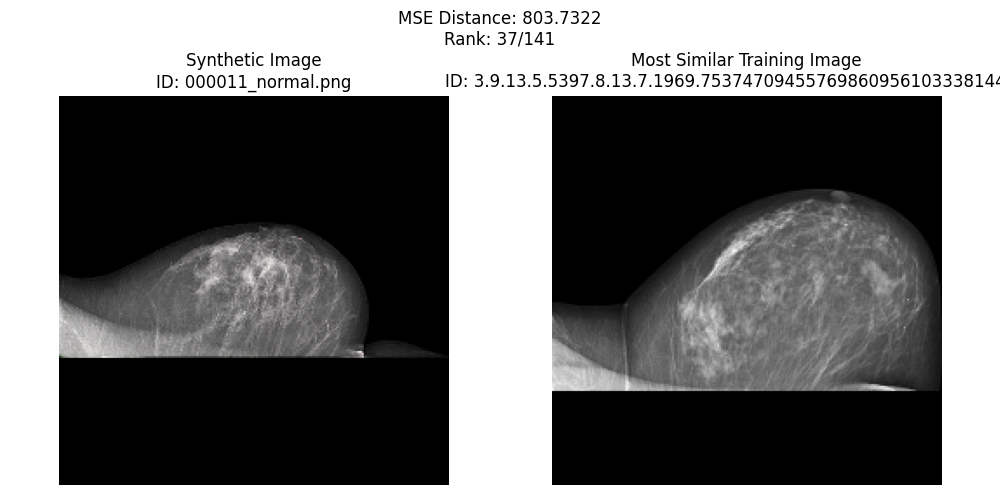 MSE Distance: 803.7322
Rank: 37/141
Synthetic Image
ID: 000011_normal.png
Most Similar Training Image
ID: 3.9.13.5.5397.8.13.7.1969.75374709455769860956103338144